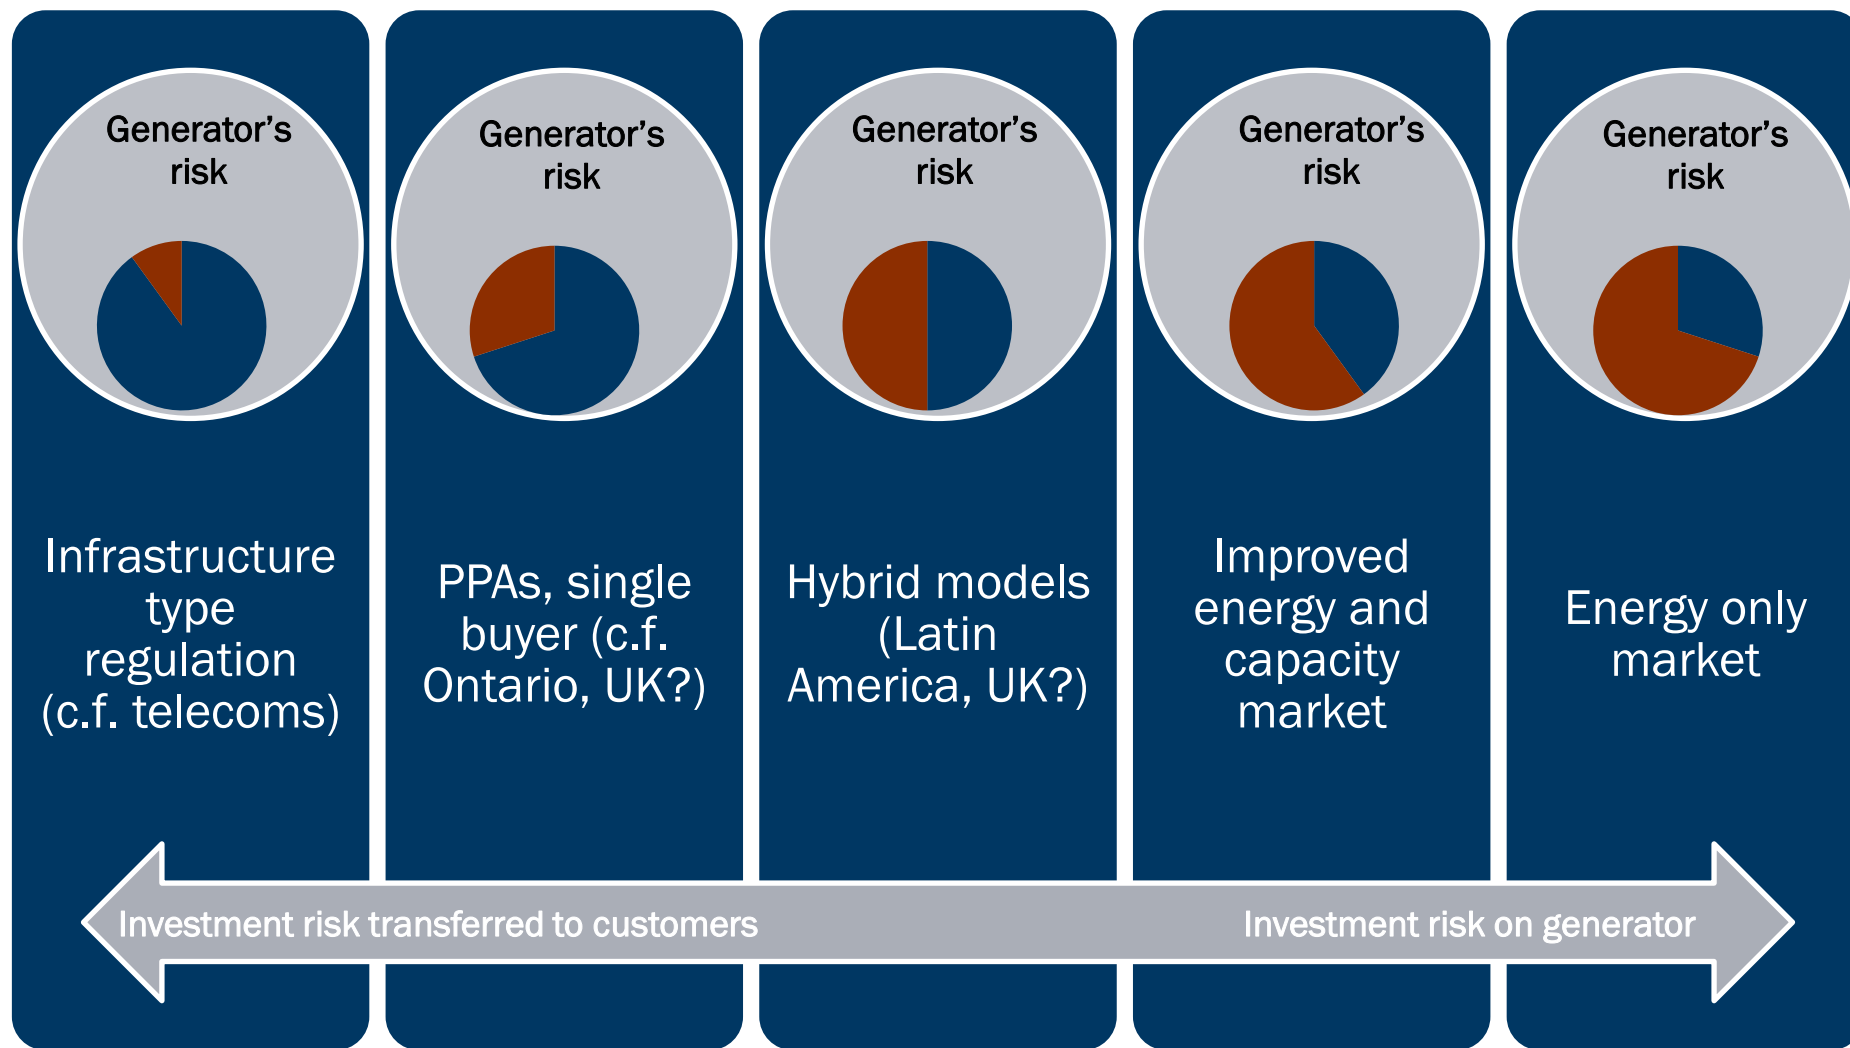 Generator's
risk
Generator's
risk
Generator's
risk
Generator's
risk
Generator's
risk
Infrastructure
type
regulation
(c.f. telecoms)
PPAs, single
buyer (c.f.
Ontario, UK?)
Hybrid models
(Latin
America, UK?)
Improved
energy and
capacity
market
Energy only
market
Investment risk transferred to customers
Investment risk on generator